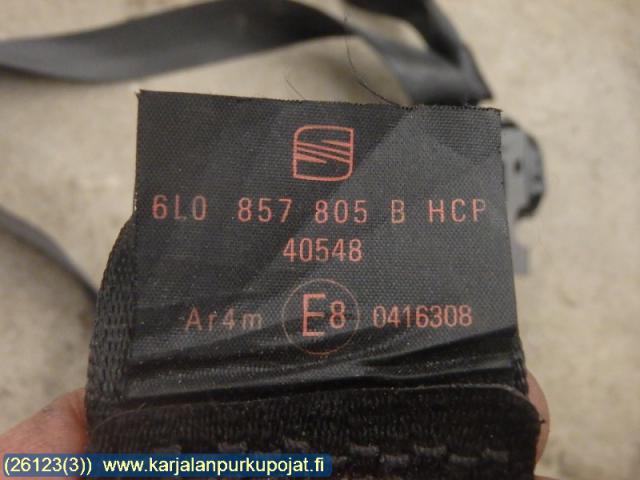 6L0 857 805 B HCP
40548
Ar4m E8 0416308
(26123(3)) www.karjalanpurkupojat.fi